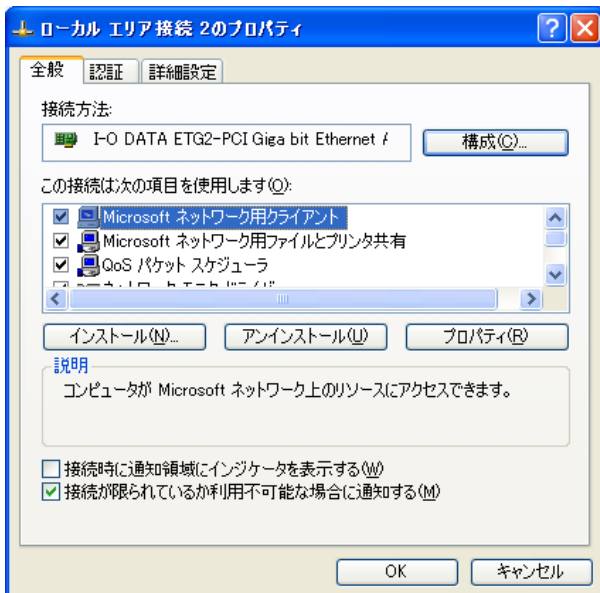 ローカル エリア接続 2のプロパティ
全般 認証 詳細設定
接続方法:
I-O DATA ETG2-PCI Giga bit Ethernet
構成(C)...
この接続は次の項目を使用します(O):
Microsoft ネットワーク用クライアント
Microsoft ネットワーク用ファイルとプリンタ共有
QoS パケット スケジューラ
インストール(N)... アンインストール(U) プロパティ(R)
説明
コンピュータが Microsoft ネットワーク上のリソースにアクセスできます。
接続時に通知領域にインジケータを表示する(W)
接続が限られているか利用不可能な場合に通知する(M)
OK キャンセル